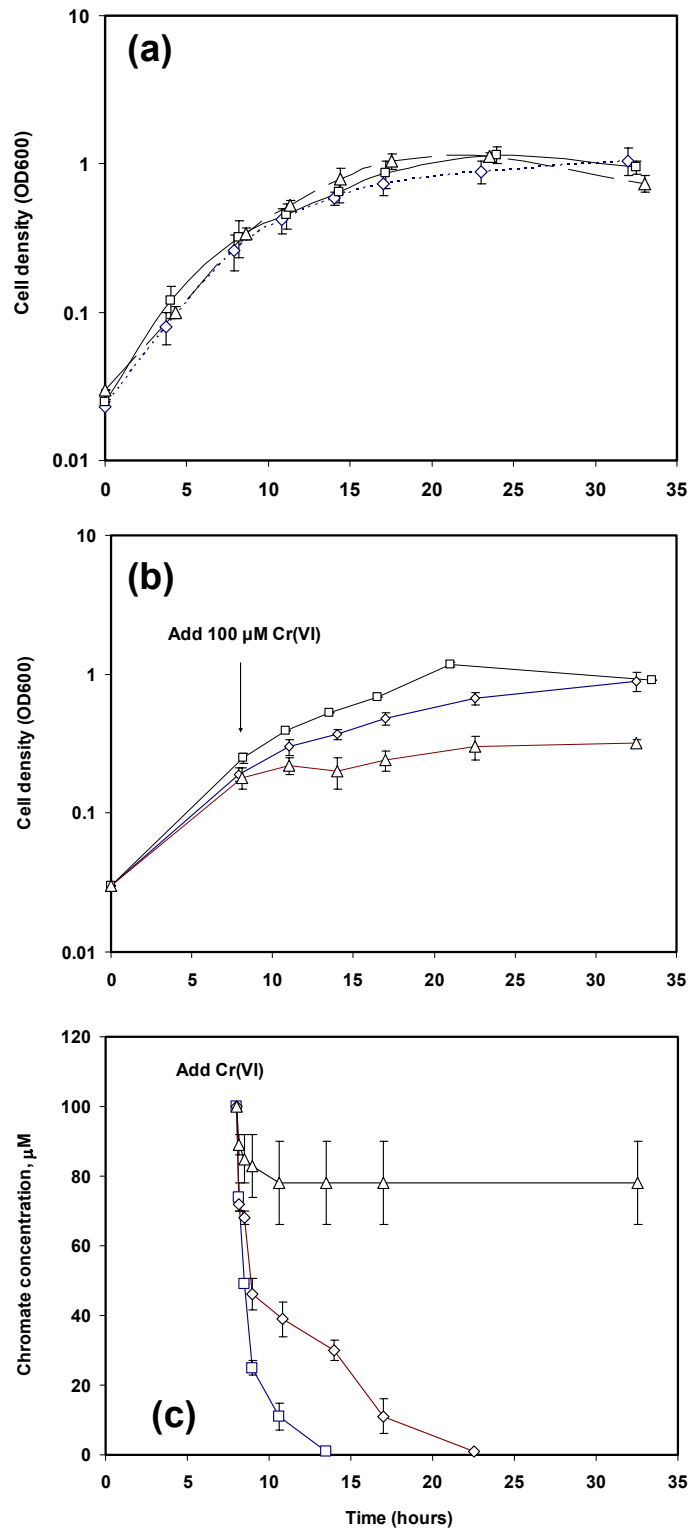 10
(a)
1
Cell density (OD600)
0.1
0.01
0 5 10 15 20 25 30 35
10
(b)
Add 100 µM Cr(VI)
1
Cell density (OD600)
0.1
0.01
0 5 10 15 20 25 30 35
120
Add Cr(VI)
100
80
Chromate concentration, µM
60
40
20
(c)
0
0 5 10 15 20 25 30 35
Time (hours)